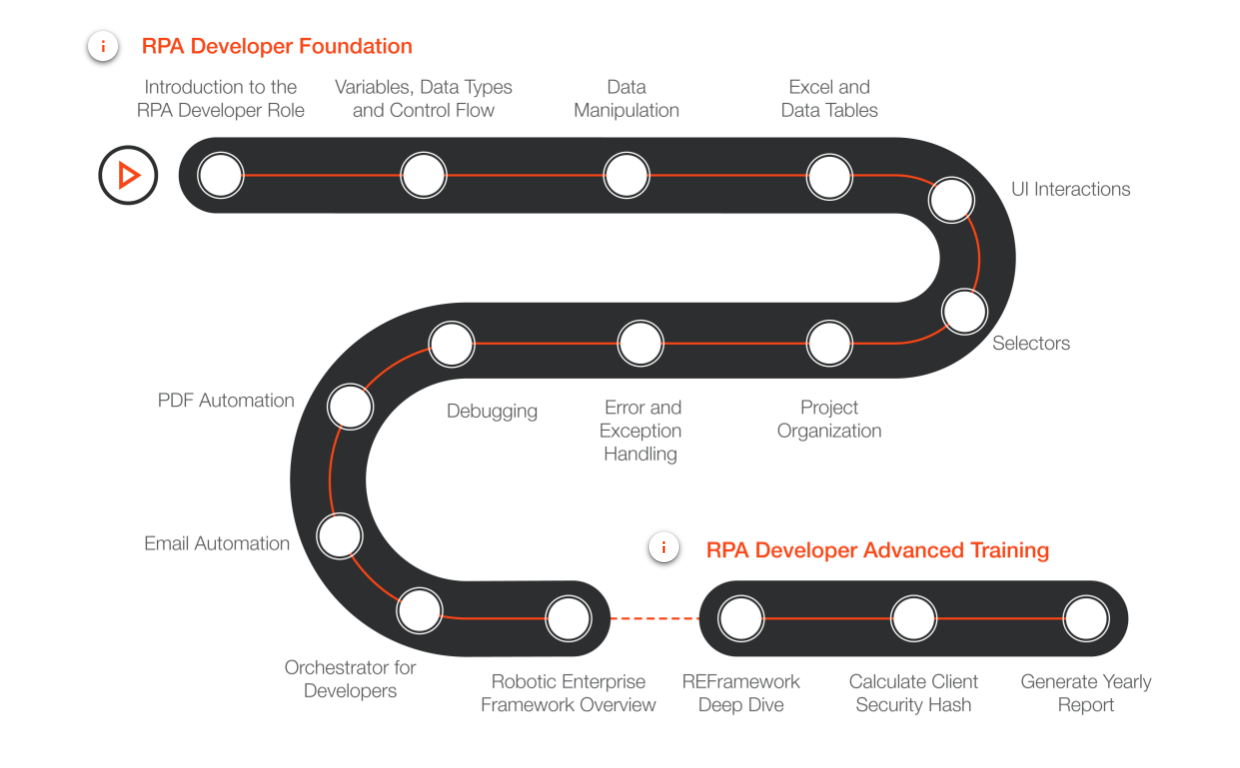 i
RPA Developer Foundation
Introduction to the
RPA Developer Role
Variables, Data Types
and Control Flow
Data
Manipulation
Excel and
Data Tables
UI Interactions
Selectors
Project
Organization
Error and
Exception
Handling
Debugging
PDF Automation
Email Automation
Orchestrator for
Developers
Robotic Enterprise
Framework Overview
i
RPA Developer Advanced Training
REFramework
Deep Dive
Calculate Client
Security Hash
Generate Yearly
Report